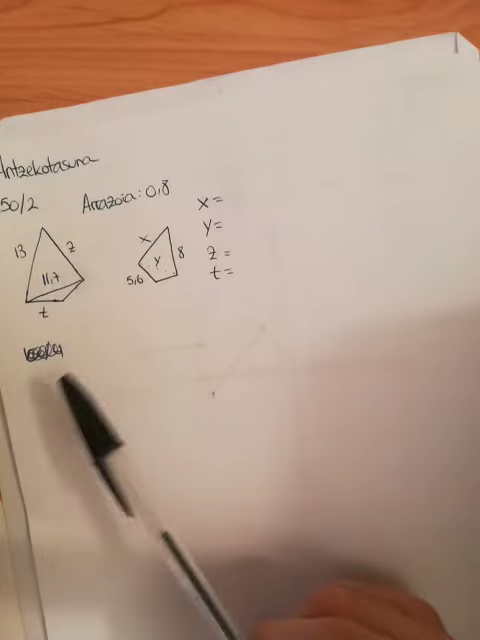 Antzekotasuna
50/2 Arrazoia: 0,8
x =
y =
z =
t =
13
z
11,7
t
x
y
8
5,6